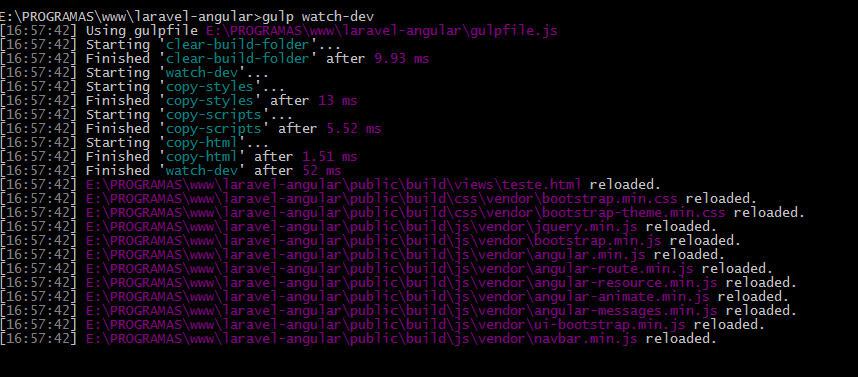 E:\PROGRAMAS\www\laravel-angular>gulp watch-dev
[16:57:42] Using gulpfile E:\PROGRAMAS\www\laravel-angular\gulpfile.js
[16:57:42] Starting 'clear-build-folder'...
[16:57:42] Finished 'clear-build-folder' after 9.93 ms
[16:57:42] Starting 'watch-dev'...
[16:57:42] Starting 'copy-styles'...
[16:57:42] Finished 'copy-styles' after 13 ms
[16:57:42] Starting 'copy-scripts'...
[16:57:42] Finished 'copy-scripts' after 5.52 ms
[16:57:42] Starting 'copy-html'...
[16:57:42] Finished 'copy-html' after 1.51 ms
[16:57:42] Finished 'watch-dev' after 52 ms
[16:57:42] E:\PROGRAMAS\www\laravel-angular\public\build\views\teste.html reloaded.
[16:57:42] E:\PROGRAMAS\www\laravel-angular\public\build\css\vendor\bootstrap.min.css reloaded.
[16:57:42] E:\PROGRAMAS\www\laravel-angular\public\build\css\vendor\bootstrap-theme.min.css reloaded.
[16:57:42] E:\PROGRAMAS\www\laravel-angular\public\build\js\vendor\jquery.min.js reloaded.
[16:57:42] E:\PROGRAMAS\www\laravel-angular\public\build\js\vendor\bootstrap.min.js reloaded.
[16:57:42] E:\PROGRAMAS\www\laravel-angular\public\build\js\vendor\angular.min.js reloaded.
[16:57:42] E:\PROGRAMAS\www\laravel-angular\public\build\js\vendor\angular-route.min.js reloaded.
[16:57:42] E:\PROGRAMAS\www\laravel-angular\public\build\js\vendor\angular-resource.min.js reloaded.
[16:57:42] E:\PROGRAMAS\www\laravel-angular\public\build\js\vendor\angular-animate.min.js reloaded.
[16:57:42] E:\PROGRAMAS\www\laravel-angular\public\build\js\vendor\angular-messages.min.js reloaded.
[16:57:42] E:\PROGRAMAS\www\laravel-angular\public\build\js\vendor\ui-bootstrap.min.js reloaded.
[16:57:42] E:\PROGRAMAS\www\laravel-angular\public\build\js\vendor\navbar.min.js reloaded.